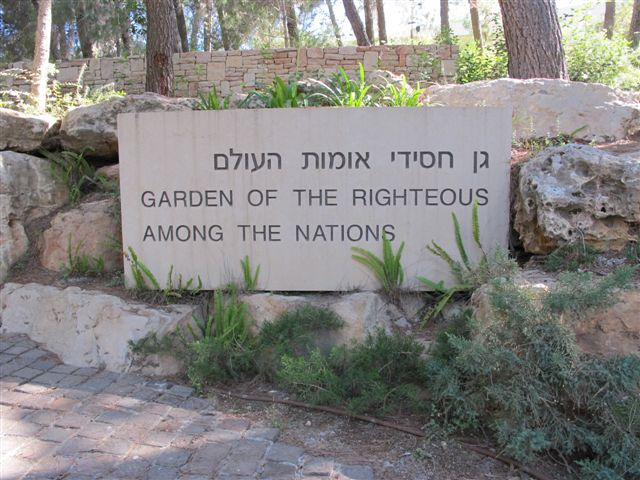 גן חסידי אומות העולם
GARDEN OF THE RIGHTEOUS
AMONG THE NATIONS